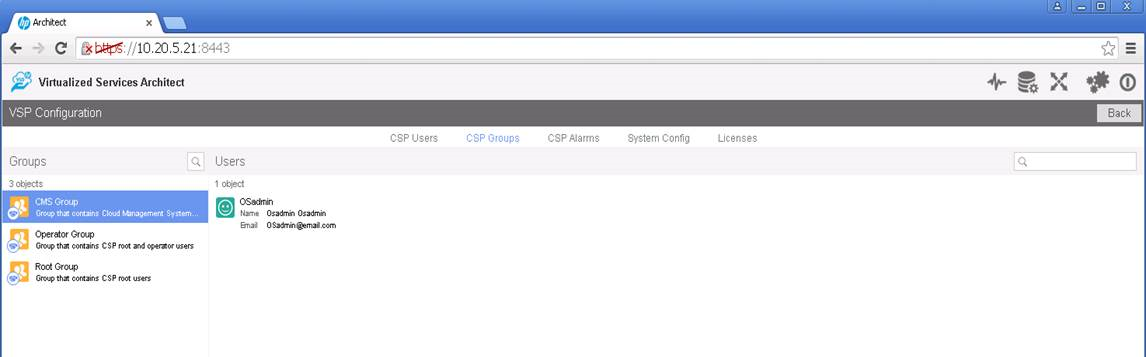 Architect
https://10.20.5.21:8443
Virtualized Services Architect
VSP Configuration
Back
CSP Users CSP Groups CSP Alarms System Config Licenses
Groups
Users
3 objects
1 object
CMS Group
Group that contains Cloud Management System...
OSadmin
Name Osadmin Osadmin
Email OSadmin@email.com
Operator Group
Group that contains CSP root and operator users
Root Group
Group that contains CSP root users